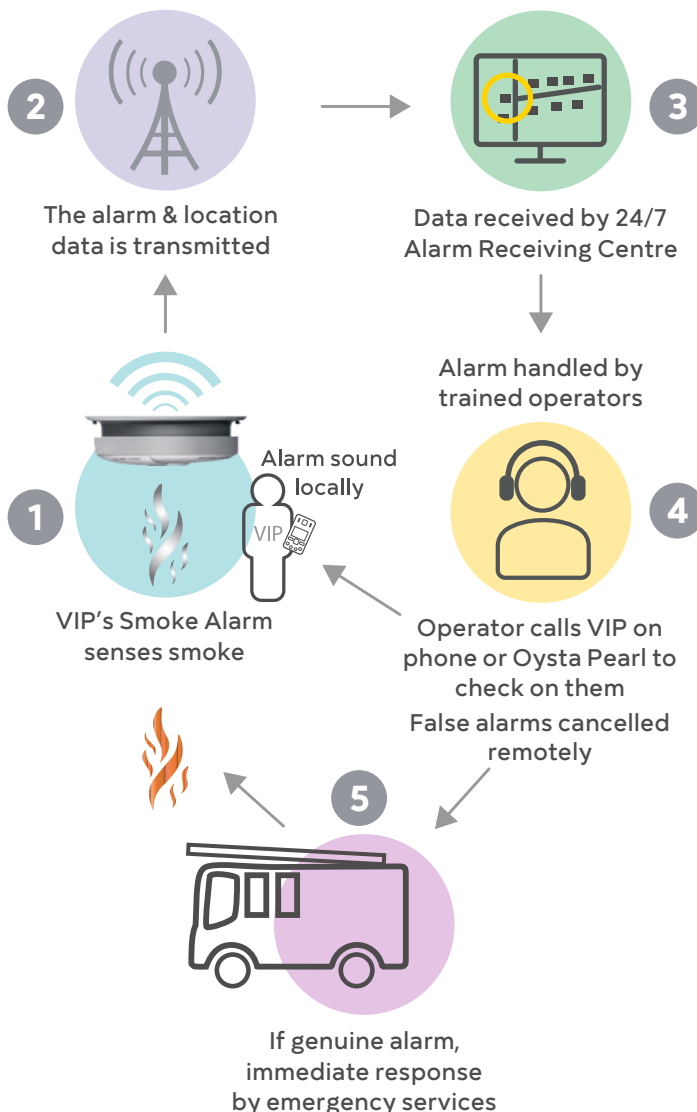 2
The alarm & location
data is transmitted
3
Data received by 24/7
Alarm Receiving Centre
1
Alarm sound
locally
VIP
VIP's Smoke Alarm
senses smoke
Alarm handled by
trained operators
4
Operator calls VIP on
phone or Oysta Pearl to
check on them
False alarms cancelled
remotely
5
If genuine alarm,
immediate response
by emergency services